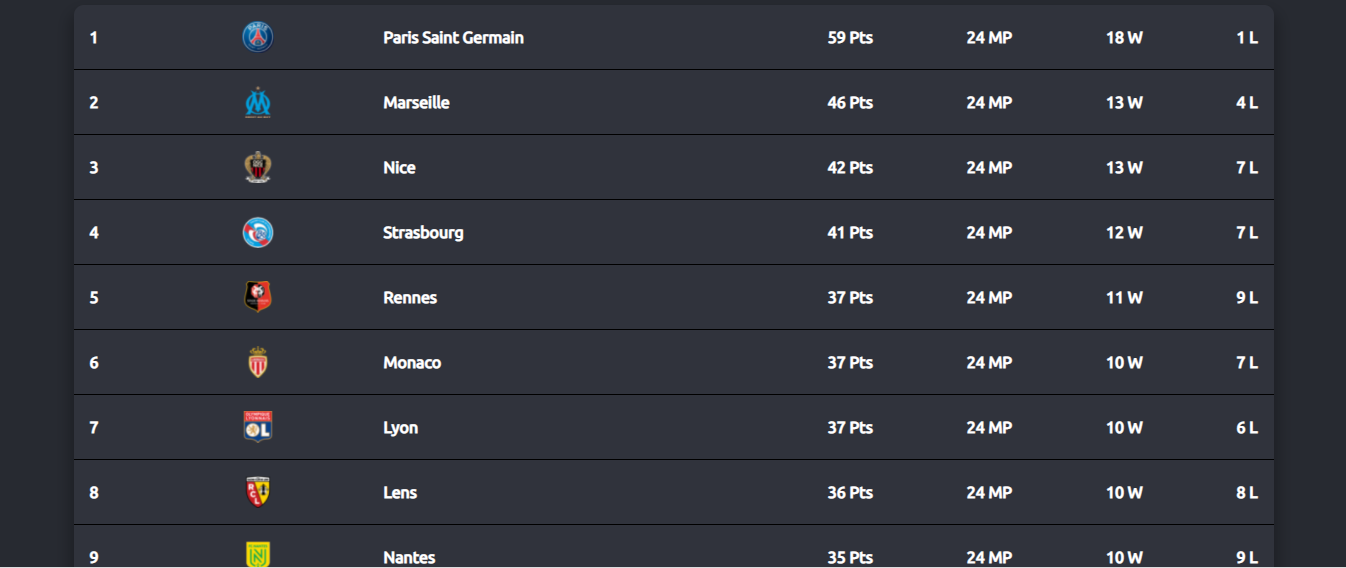 1 Paris Saint Germain 59 Pts 24 MP 18 W 1 L
2 Marseille 46 Pts 24 MP 13 W 4 L
3 Nice 42 Pts 24 MP 13 W 7 L
4 Strasbourg 41 Pts 24 MP 12 W 7 L
5 Rennes 37 Pts 24 MP 11 W 9 L
6 Monaco 37 Pts 24 MP 10 W 7 L
7 Lyon 37 Pts 24 MP 10 W 6 L
8 Lens 36 Pts 24 MP 10 W 8 L
9 Nantes 35 Pts 24 MP 10 W 9 L